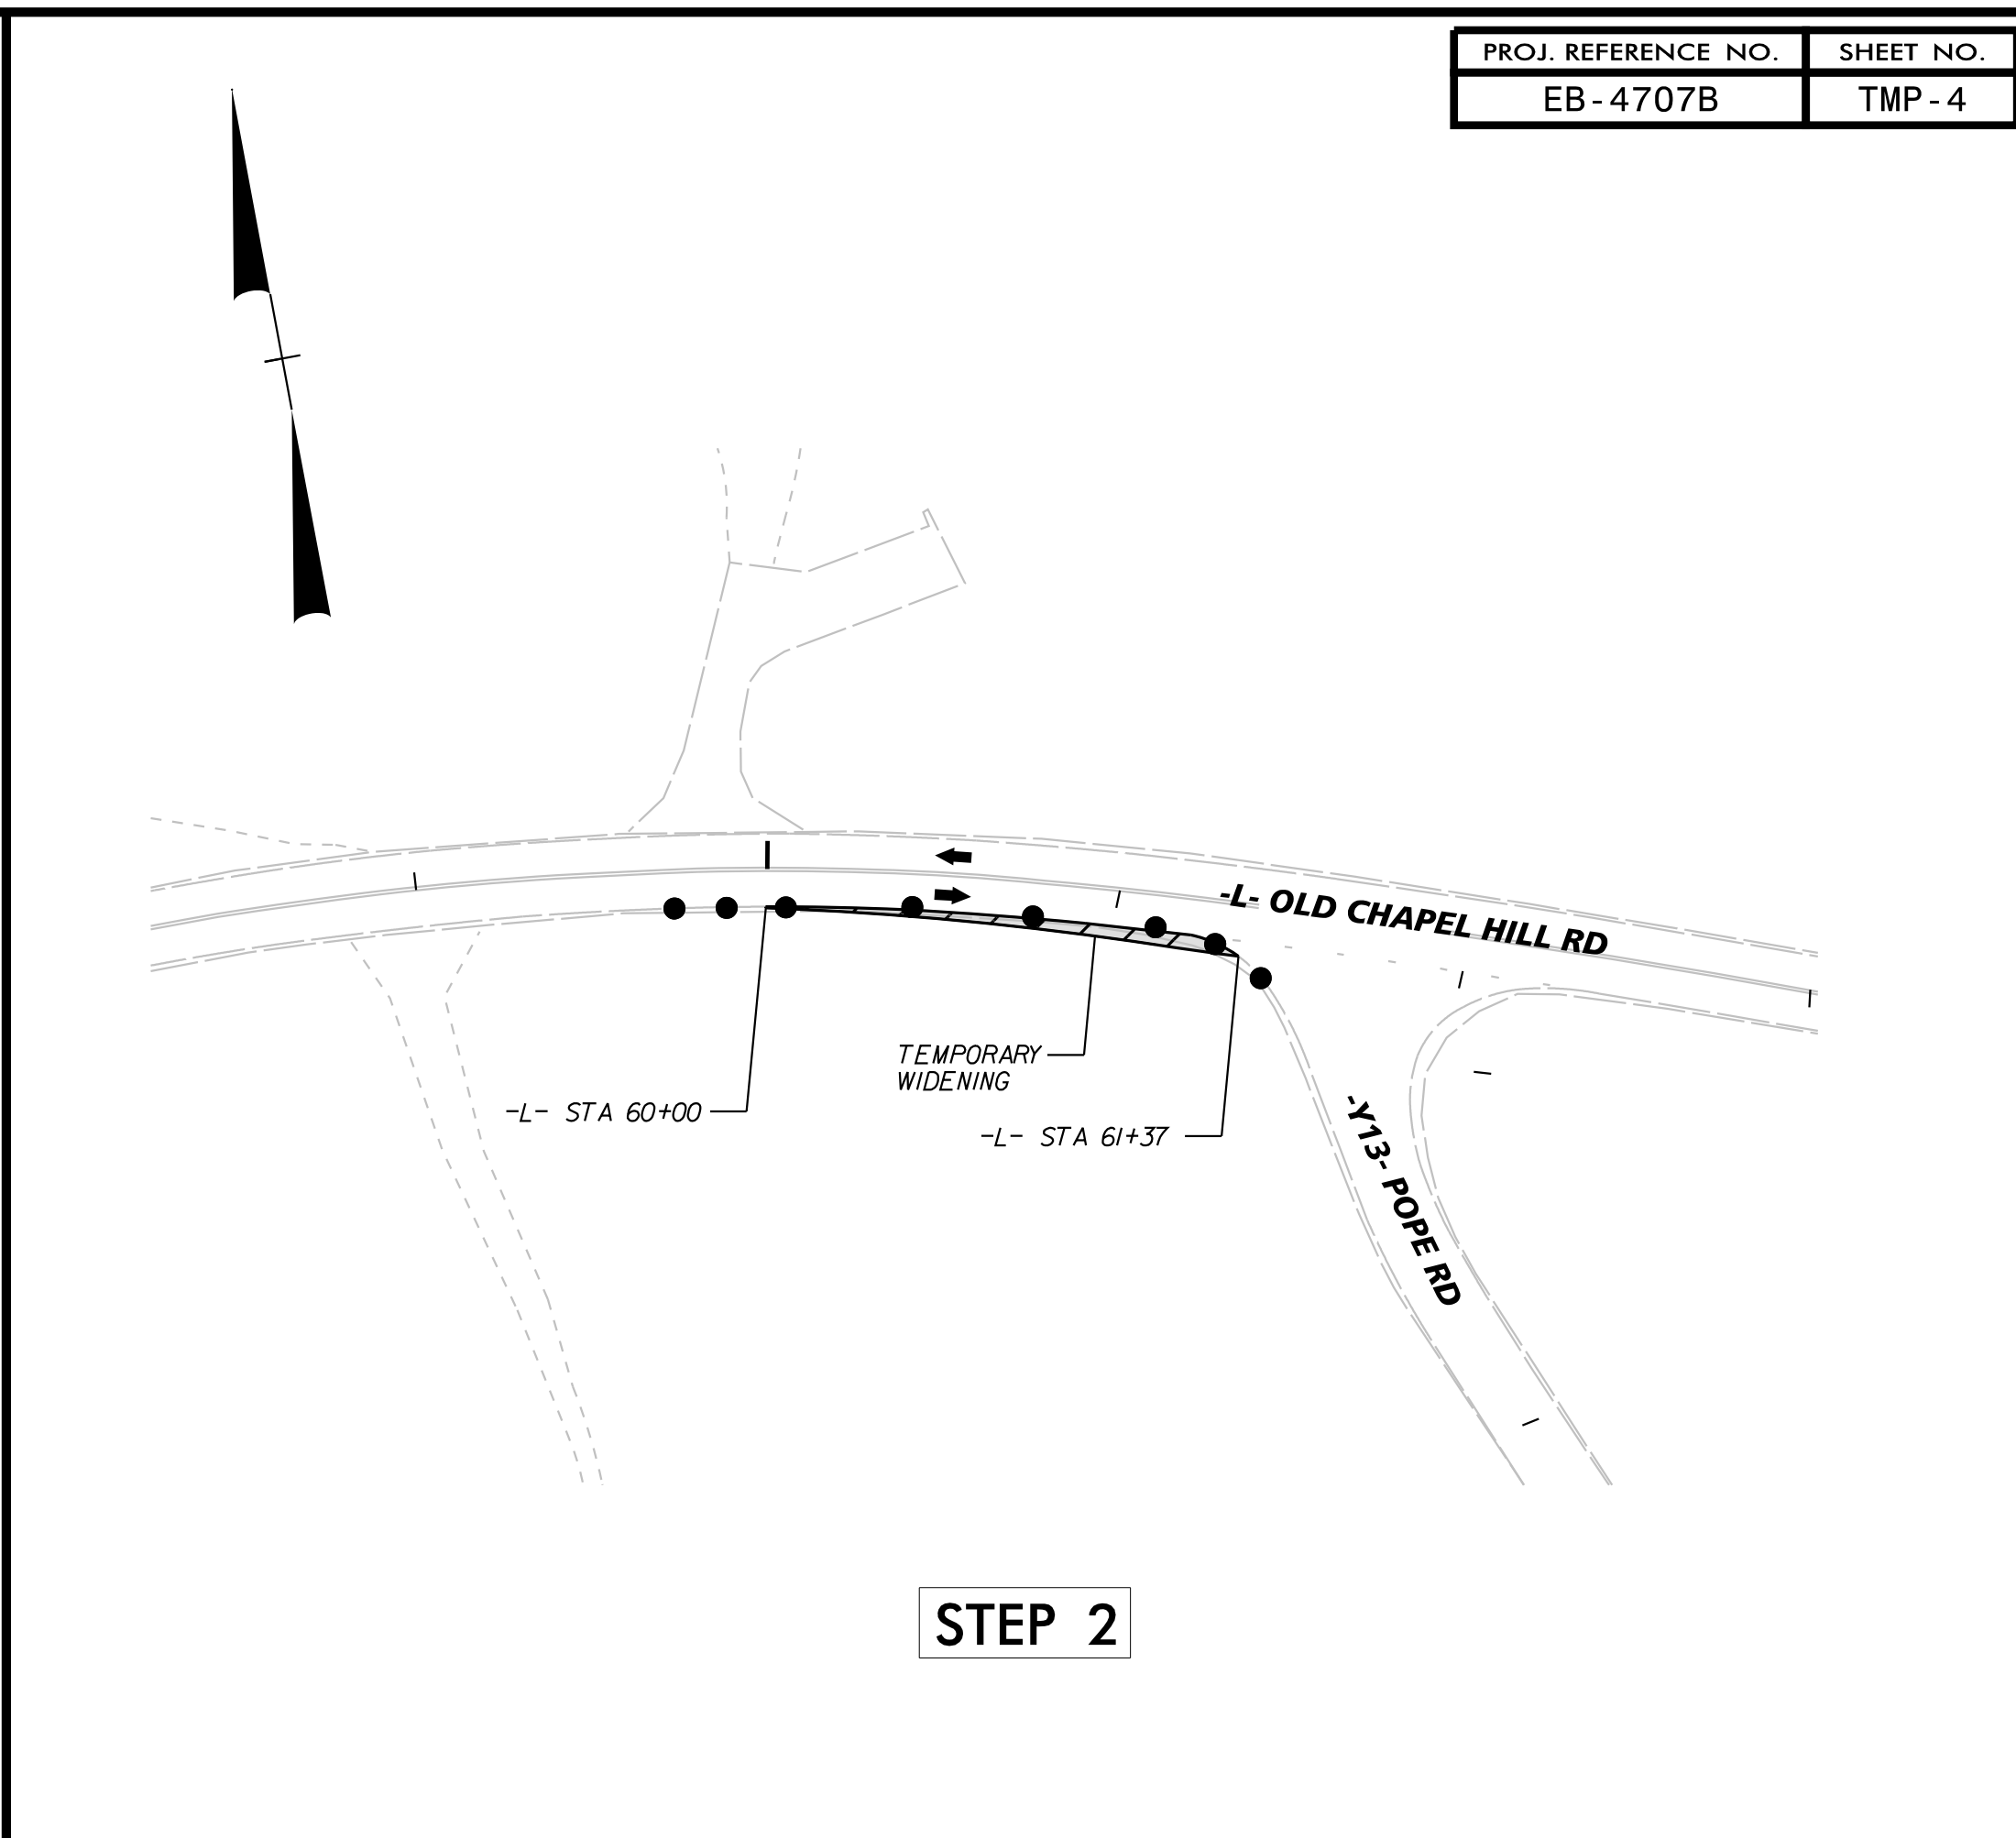 PROJ. REFERENCE NO.
SHEET NO.
EB-4707B
TMP-4
-L- OLD CHAPEL HILL RD
TEMPORARY
WIDENING
-L- STA 60+00
-L- STA 61+37
-Y13- POPE RD
STEP 2